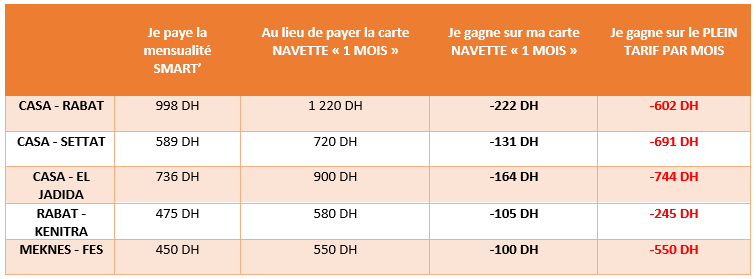 Je paye la mensualité SMART’
Au lieu de payer la carte NAVETTE « 1 MOIS »
Je gagne sur ma carte NAVETTE « 1 MOIS »
Je gagne sur le PLEIN TARIF PAR MOIS
CASA - RABAT 998 DH 1 220 DH -222 DH -602 DH
CASA - SETTAT 589 DH 720 DH -131 DH -691 DH
CASA - EL JADIDA 736 DH 900 DH -164 DH -744 DH
RABAT - KENITRA 475 DH 580 DH -105 DH -245 DH
MEKNES - FES 450 DH 550 DH -100 DH -550 DH